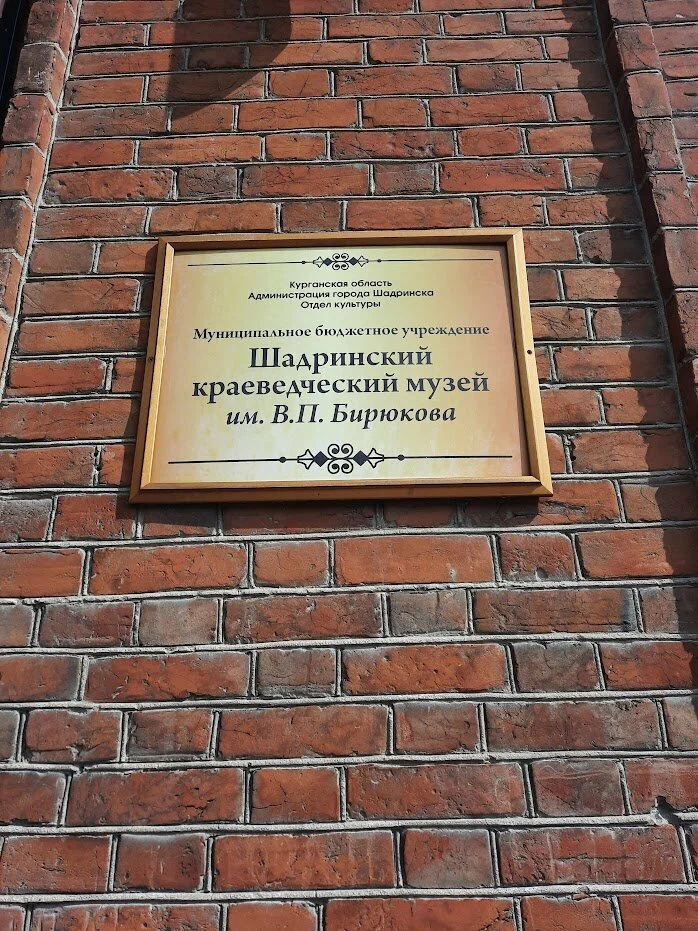 Курганская область
Администрация города Шадринска
Отдел культуры
Муниципальное бюджетное учреждение
Шадринский
краеведческий музей
им. В.П. Бирюкова